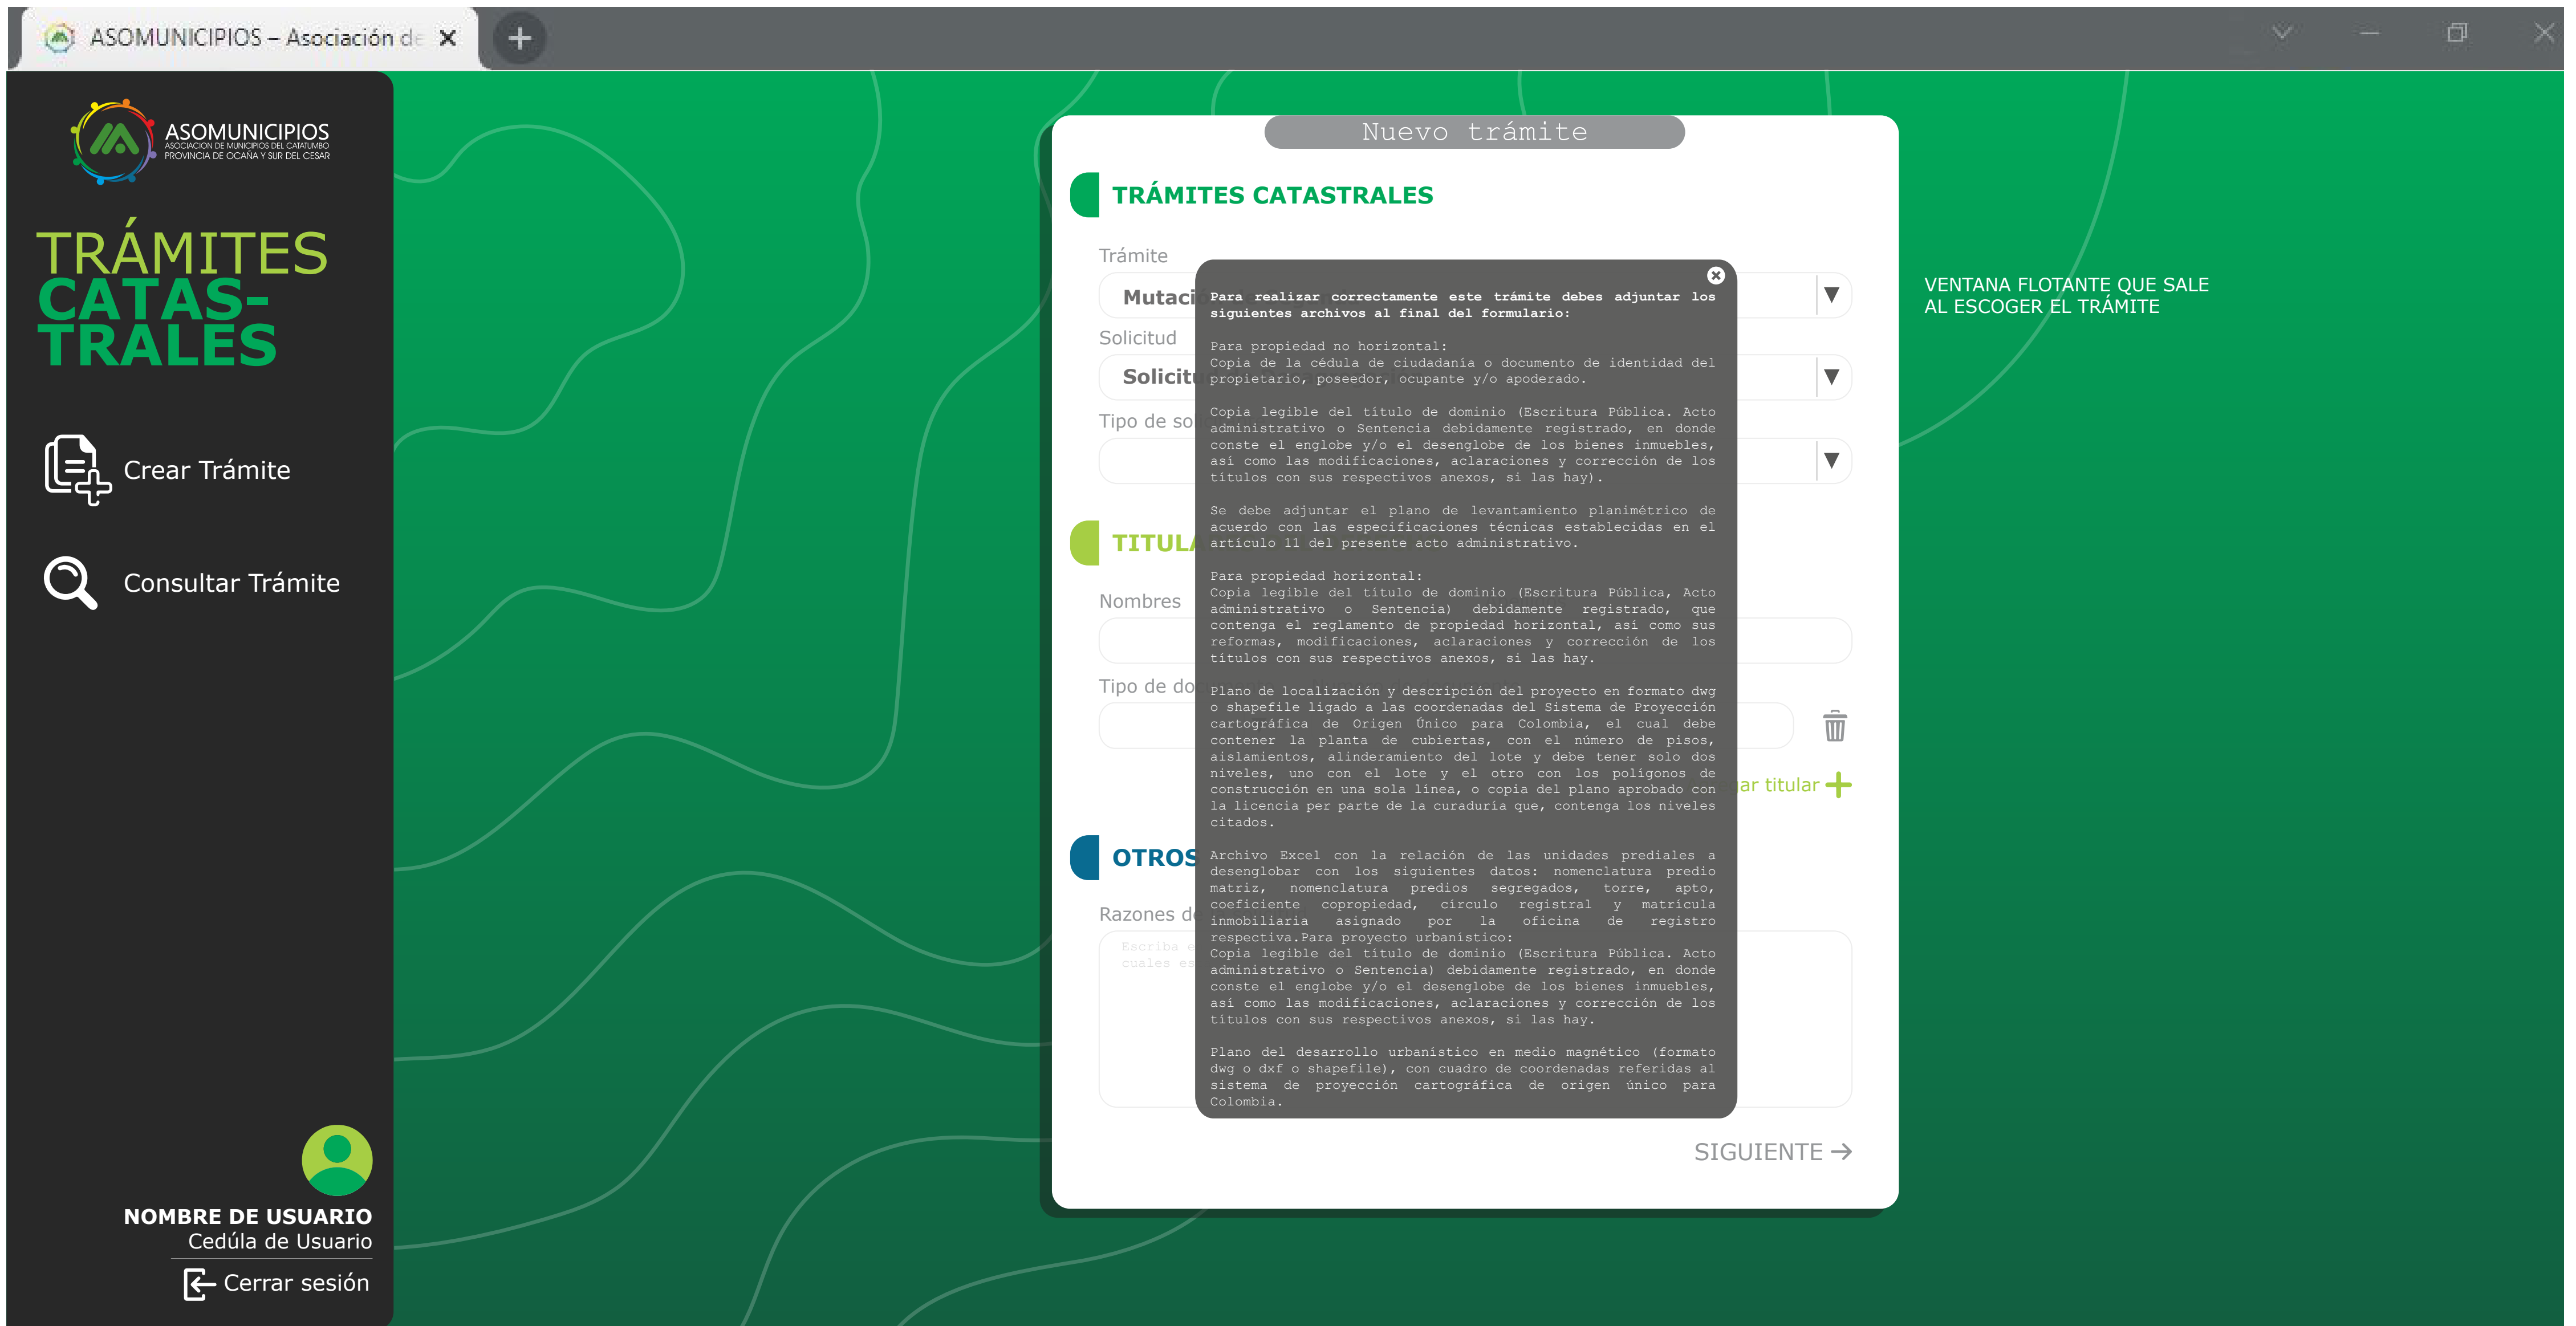 ASOMUNICIPIOS – Asociación de
ASOMUNICIPIOS
ASOCIACION DE MUNICIPIOS DEL CATATUMBO
PROVINCIA DE OCAÑA Y SUR DEL CESAR
TRÁMITES
CATAS-
TRALES
Crear Trámite
Consultar Trámite
NOMBRE DE USUARIO
Cedúla de Usuario
Cerrar sesión
Nuevo trámite
TRÁMITES CATASTRALES
Trámite
Mutaci
Solicitud
Solicitu
Tipo de so
TITULA
Nombres
Tipo de do
ar titular
OTROS
Razones d
Escriba e
cuales es
SIGUIENTE
Para realizar correctamente este trámite debes adjuntar los
siguientes archivos al final del formulario:
Para propiedad no horizontal:
Copia de la cédula de ciudadanía o documento de identidad del
propietario, poseedor, ocupante y/o apoderado.
Copia legible del título de dominio (Escritura Pública. Acto
administrativo o Sentencia debidamente registrado, en donde
conste el englobe y/o el desenglobe de los bienes inmuebles,
así como las modificaciones, aclaraciones y corrección de los
títulos con sus respectivos anexos, si las hay).
Se debe adjuntar el plano de levantamiento planimétrico de
acuerdo con las especificaciones técnicas establecidas en el
artículo 11 del presente acto administrativo.
Para propiedad horizontal:
Copia legible del título de dominio (Escritura Pública, Acto
administrativo o Sentencia) debidamente registrado, que
contenga el reglamento de propiedad horizontal, así como sus
reformas, modificaciones, aclaraciones y corrección de los
títulos con sus respectivos anexos, si las hay.
Plano de localización y descripción del proyecto en formato dwg
o shapefile ligado a las coordenadas del Sistema de Proyección
cartográfica de Origen Único para Colombia, el cual debe
contener la planta de cubiertas, con el número de pisos,
aislamientos, alinderamiento del lote y debe tener solo dos
niveles, uno con el lote y el otro con los polígonos de
construcción en una sola línea, o copia del plano aprobado con
la licencia per parte de la curaduría que, contenga los niveles
citados.
Archivo Excel con la relación de las unidades prediales a
desenglobar con los siguientes datos: nomenclatura predio
matriz, nomenclatura predios segregados, torre, apto,
coeficiente copropiedad, círculo registral y matrícula
inmobiliaria asignado por la oficina de registro
respectiva.Para proyecto urbanístico:
Copia legible del título de dominio (Escritura Pública. Acto
administrativo o Sentencia) debidamente registrado, en donde
conste el englobe y/o el desenglobe de los bienes inmuebles,
así como las modificaciones, aclaraciones y corrección de los
títulos con sus respectivos anexos, si las hay.
Plano del desarrollo urbanístico en medio magnético (formato
dwg o dxf o shapefile), con cuadro de coordenadas referidas al
sistema de proyección cartográfica de origen único para
Colombia.
VENTANA FLOTANTE QUE SALE
AL ESCOGER EL TRÁMITE